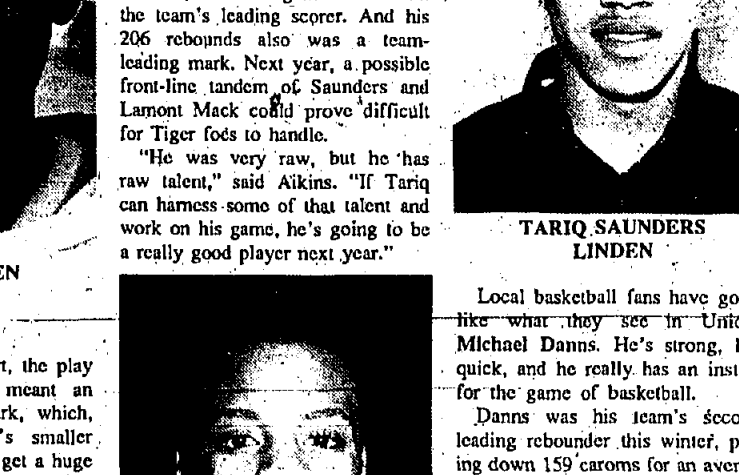 the team's leading scorer. And his
206 rebounds also was a team-
leading mark. Next year, a possible
front-line tandem of Saunders and
Lamont Mack could prove difficult
for Tiger foes to handle.
"He was very raw, but he has
raw talent," said Aikins. "If Tariq
can harness some of that talent and
work on his game, he's going to be
a really good player next year."
TARIQ SAUNDERS
LINDEN
EN
t, the play
meant an
rk, which,
's smaller
get a huge
Local basketball fans have go
like what they see in Unio
Michael Danns. He's strong,
quick, and he really has an inst
for the game of basketball.
Danns was his team's seco
leading rebounder this winter, p
ing down 159 caroms for an aver